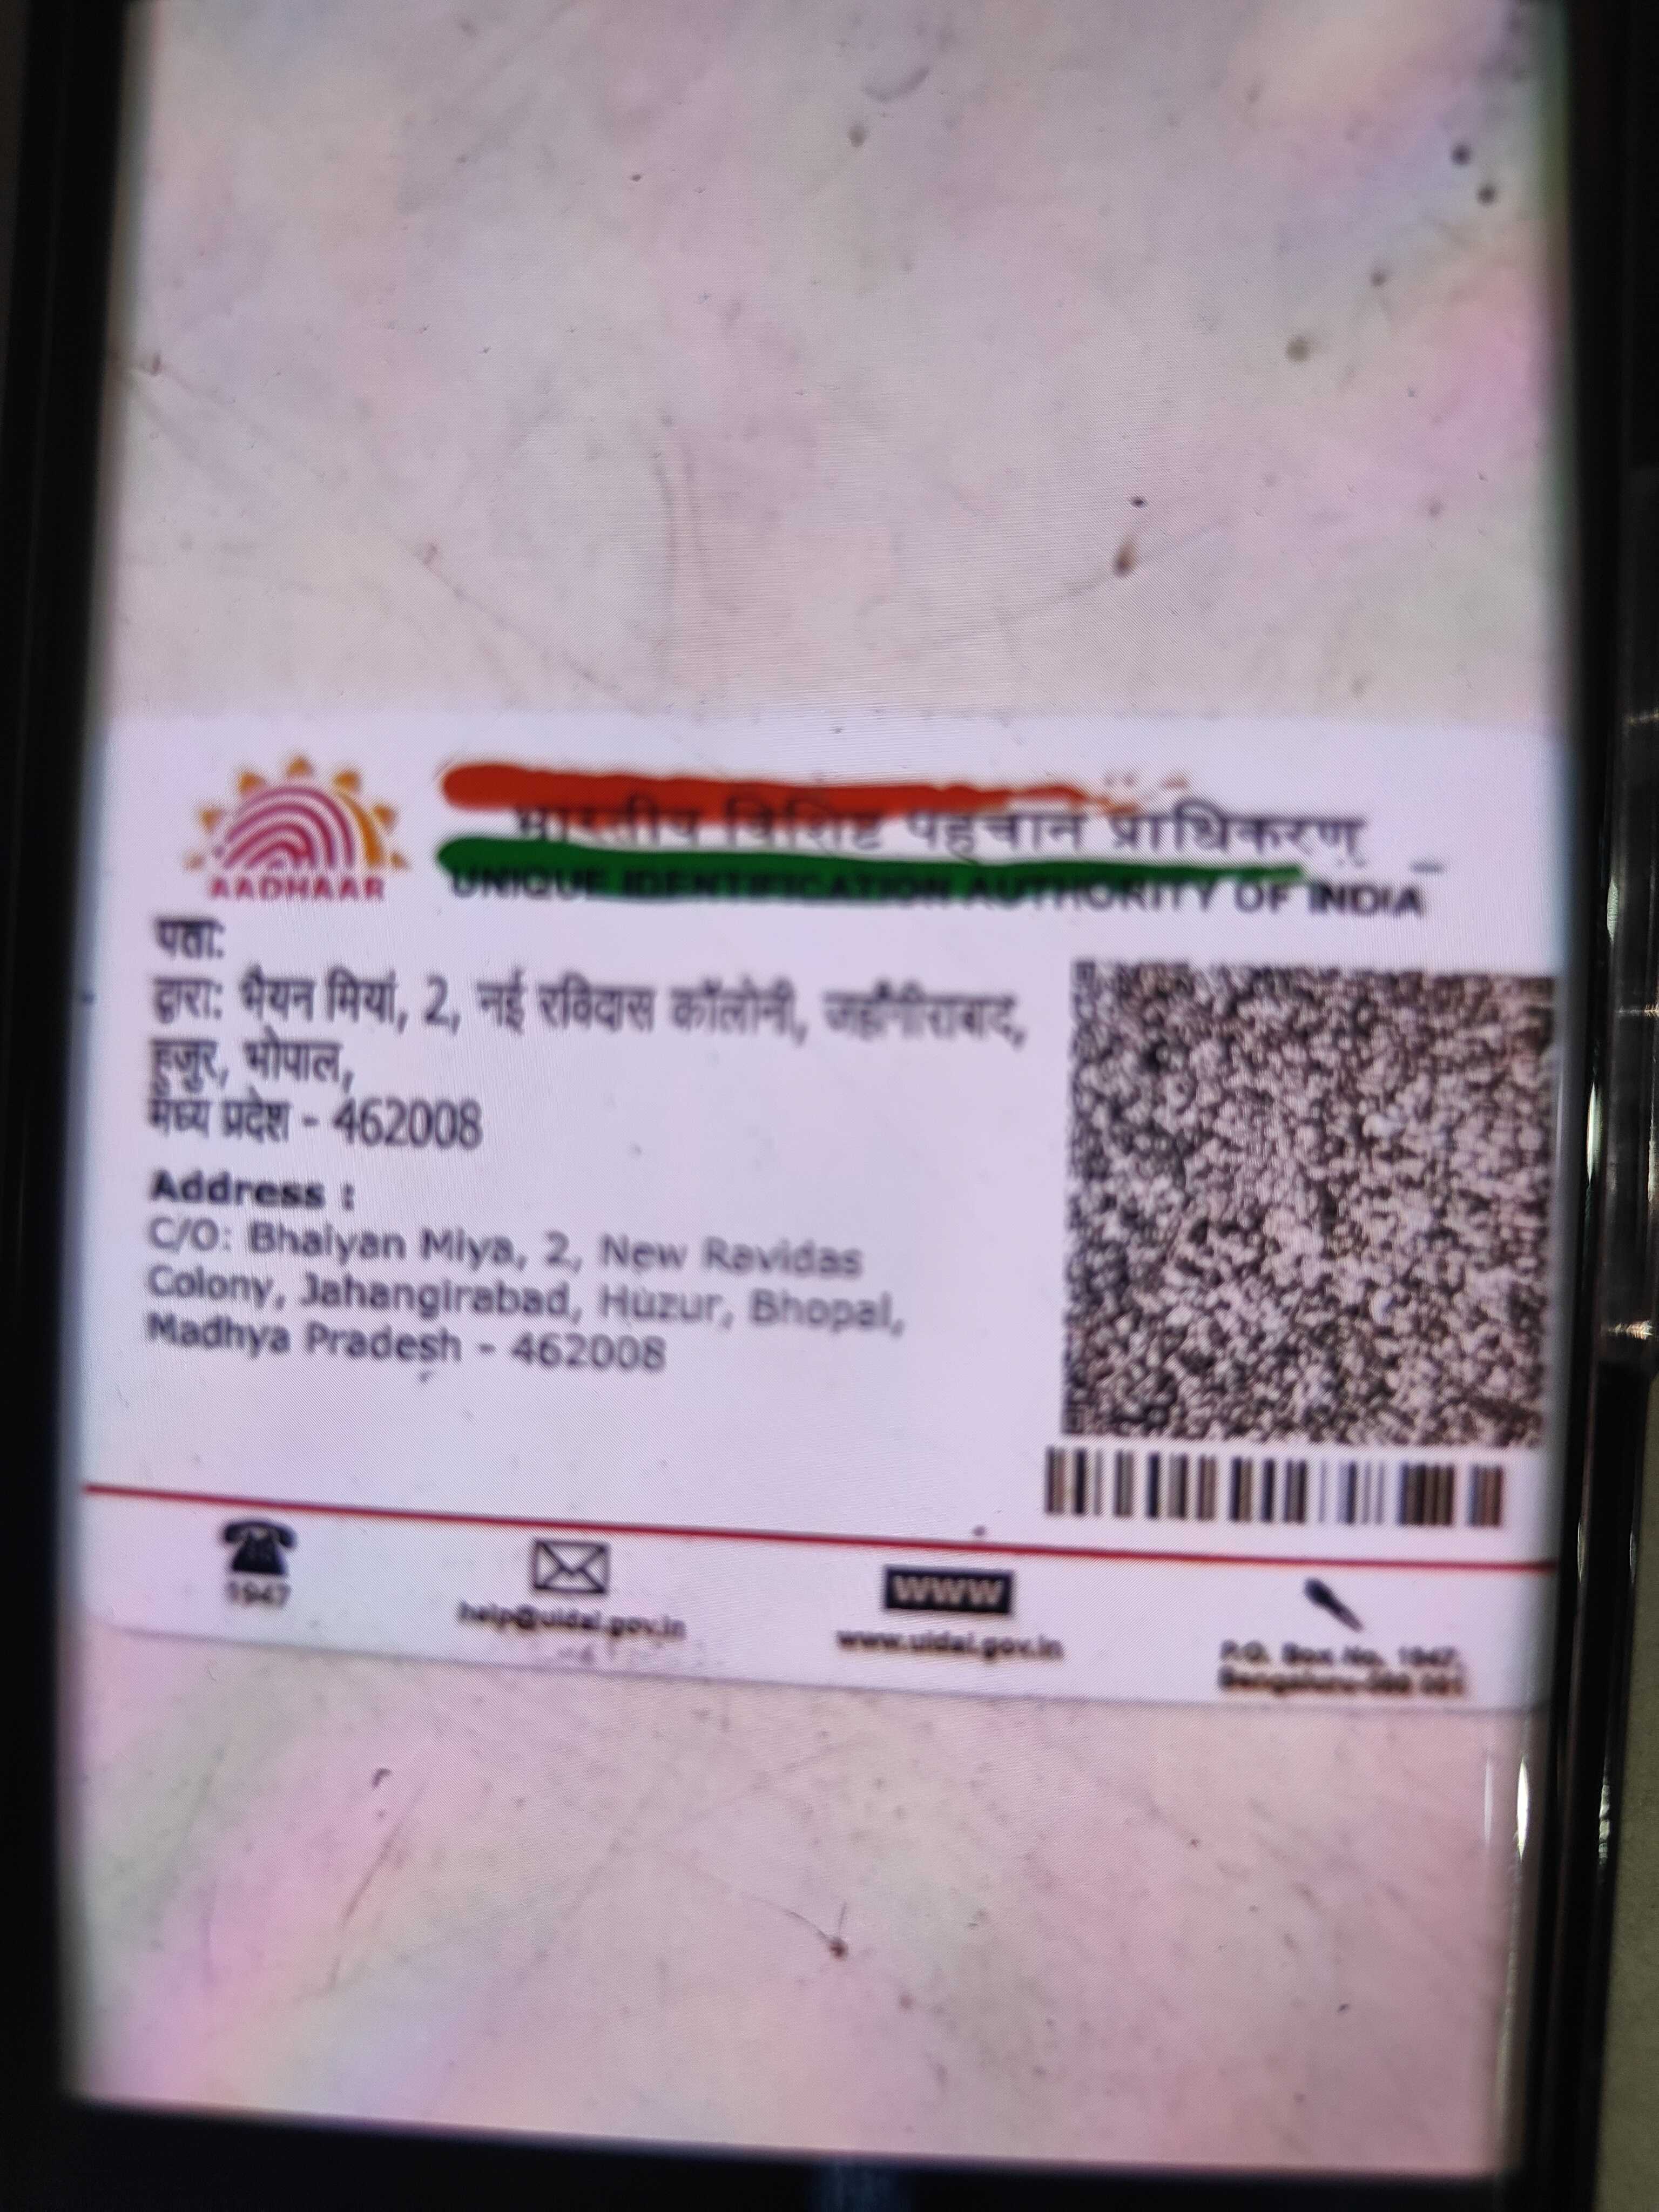 भारतीय विशिष्ट पहचान प्राधिकरण
AADHAAR
UNIQUE IDENTIFICATION AUTHORITY OF INDIA
पता:
द्वारा: भैयन मियां, 2, नई रविदास कॉलोनी, जहाँगीराबाद,
हुजुर, भोपाल,
मध्य प्रदेश - 462008
Address :
C/O: Bhaiyan Miya, 2, New Ravidas
Colony, Jahangirabad, Huzur, Bhopal,
Madhya Pradesh - 462008
1947
help@uidai.gov.in
www
www.uidai.gov.in
P.O. Box No. 1947,
Bengaluru-